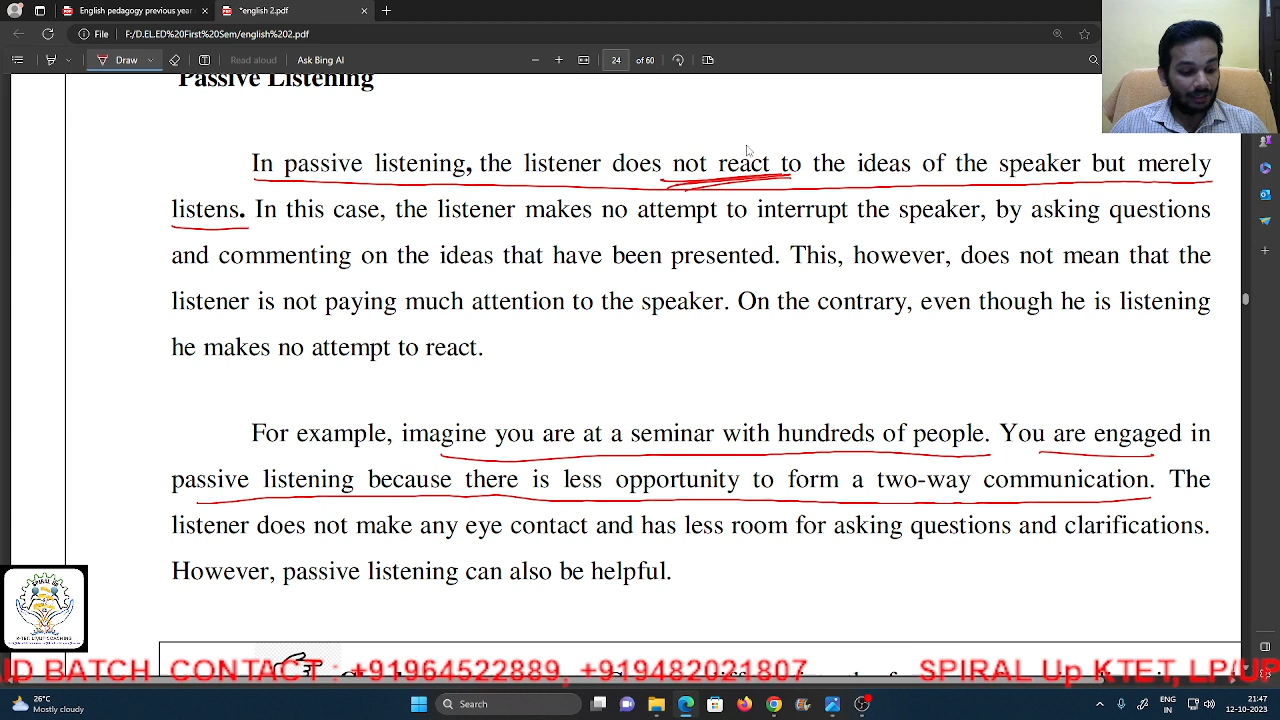 English pedagogy previous year
*english 2.pdf
File
F:/D.EL.ED%20First%20Sem/english%202.pdf
Draw
Read aloud
Ask Bing AI
24
of 60
Passive Listening
In passive listening, the listener does not react to the ideas of the speaker but merely
listens. In this case, the listener makes no attempt to interrupt the speaker, by asking questions
and commenting on the ideas that have been presented. This, however, does not mean that the
listener is not paying much attention to the speaker. On the contrary, even though he is listening
he makes no attempt to react.
For example, imagine you are at a seminar with hundreds of people. You are engaged in
passive listening because there is less opportunity to form a two-way communication. The
listener does not make any eye contact and has less room for asking questions and clarifications.
However, passive listening can also be helpful.
SPIRAL UP
K-TET, LP/UP COACHING
ID BATCH CONTACT : +91964522889, +919482021807 SPIRAL Up KTET, LP/UP
26°C
Mostly cloudy
Search
ENG
IN
21:47
12-10-2023